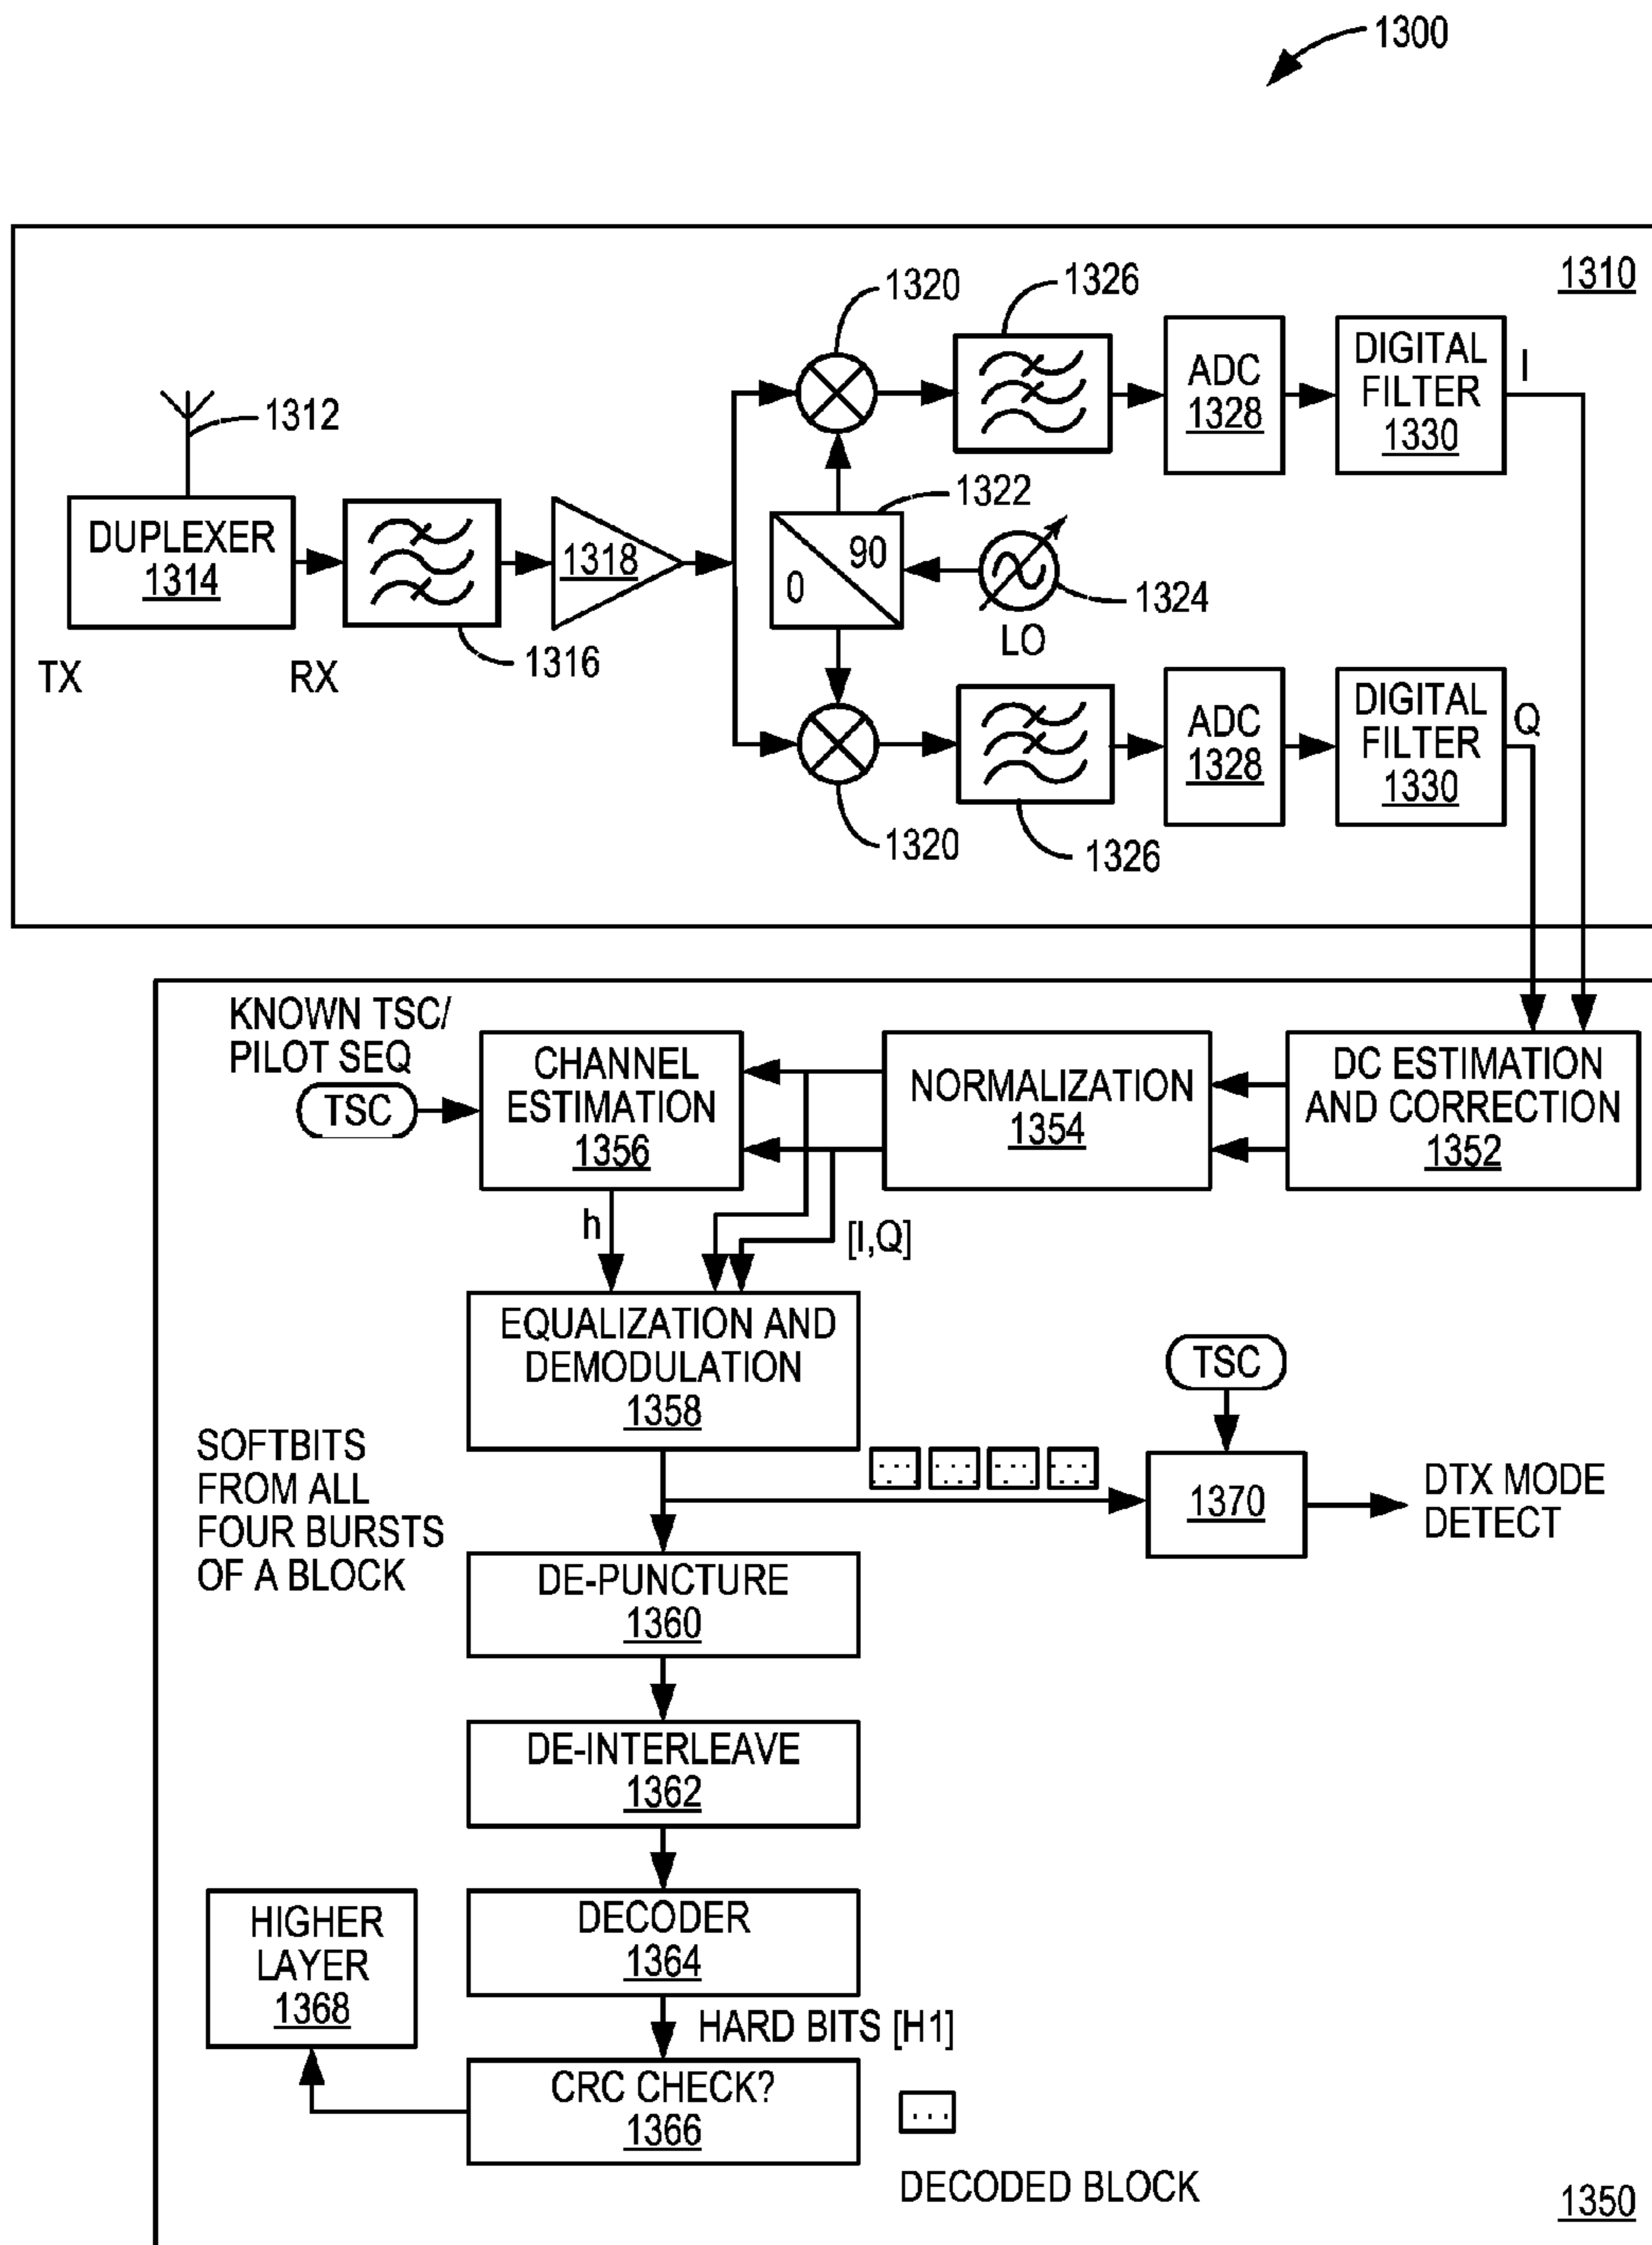 1300
1310
1320
1326
ADC
1328
DIGITAL
FILTER
1330
I
1312
DUPLEXER
1314
1318
1322
0
90
1324
LO
1316
TX
RX
ADC
1328
DIGITAL
FILTER
1330
Q
1320
1326
KNOWN TSC/
PILOT SEQ
TSC
CHANNEL
ESTIMATION
1356
NORMALIZATION
1354
DC ESTIMATION
AND CORRECTION
1352
h
[I,Q]
EQUALIZATION AND
DEMODULATION
1358
TSC
SOFTBITS
FROM ALL
FOUR BURSTS
OF A BLOCK
1370
DTX MODE
DETECT
DE-PUNCTURE
1360
DE-INTERLEAVE
1362
DECODER
1364
HIGHER
LAYER
1368
HARD BITS [H1]
CRC CHECK?
1366
DECODED BLOCK
1350